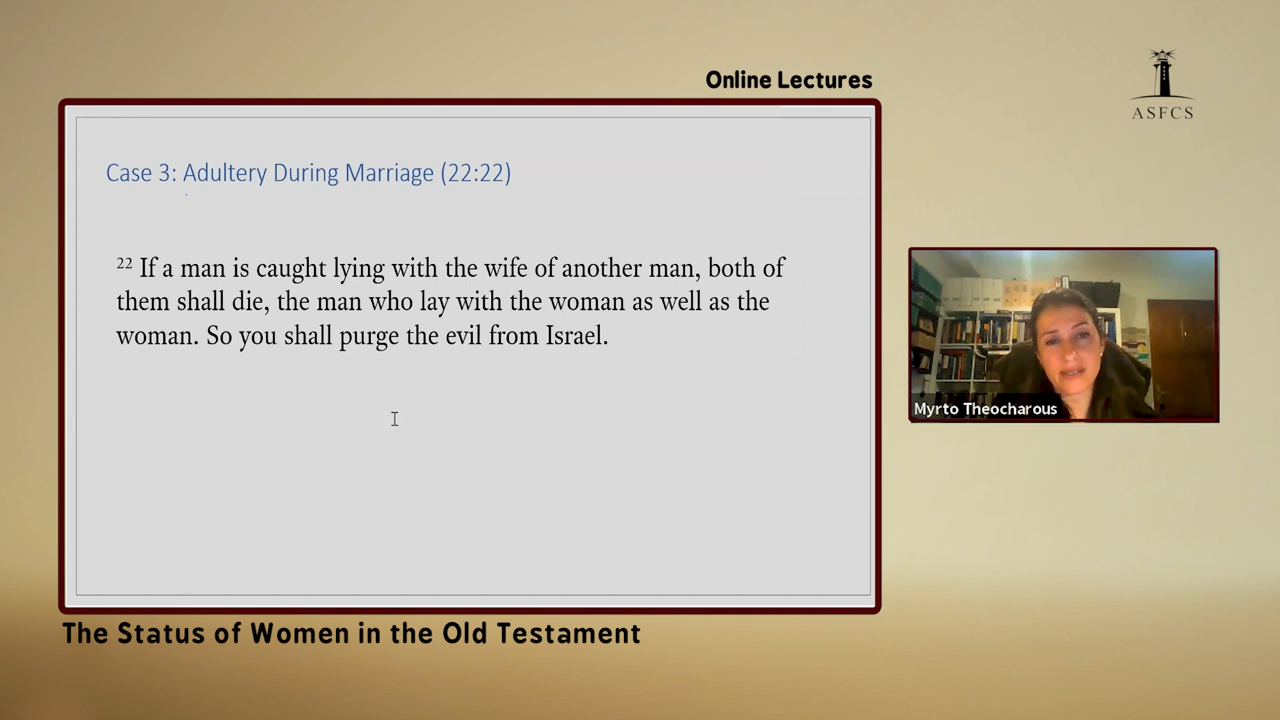 Online Lectures
ASFCS
Case 3: Adultery During Marriage (22:22)
22 If a man is caught lying with the wife of another man, both of
them shall die, the man who lay with the woman as well as the
woman. So you shall purge the evil from Israel.
Myrto Theocharous
The Status of Women in the Old Testament